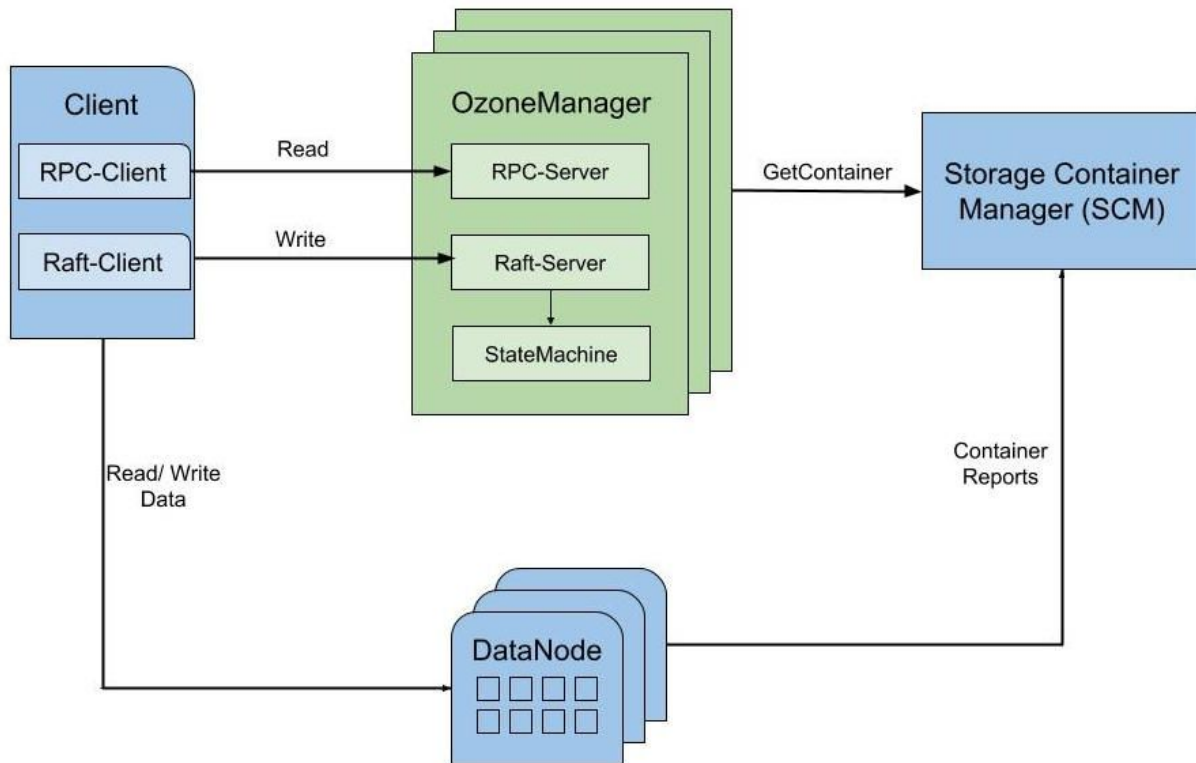 Client
RPC-Client
Raft-Client
Read
Write
OzoneManager
RPC-Server
Raft-Server
StateMachine
GetContainer
Storage Container
Manager (SCM)
Read/ Write
Data
Container
Reports
DataNode